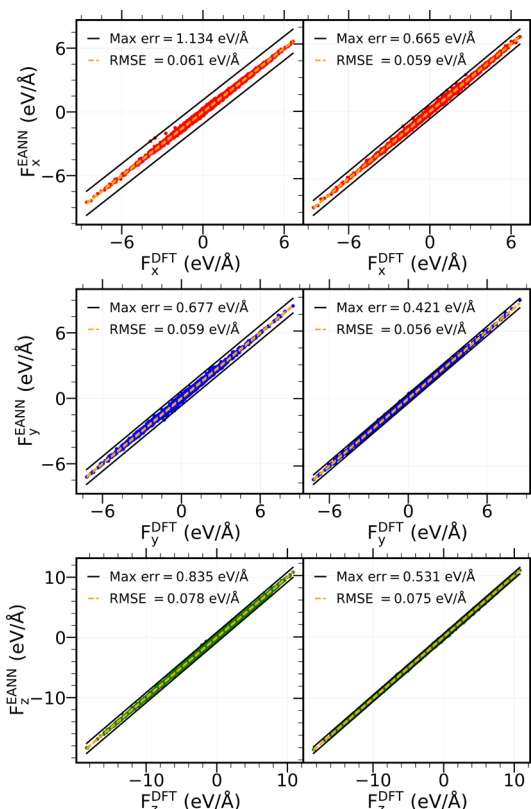 Max err = 1.134 eV/Å
RMSE = 0.061 eV/Å
Max err = 0.665 eV/Å
RMSE = 0.059 eV/Å
6
0
−6
F_x^EANN (eV/Å)
−6 0 6
−6 0 6
F_x^DFT (eV/Å)
F_x^DFT (eV/Å)
Max err = 0.677 eV/Å
RMSE = 0.059 eV/Å
Max err = 0.421 eV/Å
RMSE = 0.056 eV/Å
6
0
−6
F_y^EANN (eV/Å)
−6 0 6
−6 0 6
F_y^DFT (eV/Å)
F_y^DFT (eV/Å)
Max err = 0.835 eV/Å
RMSE = 0.078 eV/Å
Max err = 0.531 eV/Å
RMSE = 0.075 eV/Å
10
0
−10
F_z^EANN (eV/Å)
−10 0 10
−10 0 10
F_z^DFT (eV/Å)
F_z^DFT (eV/Å)